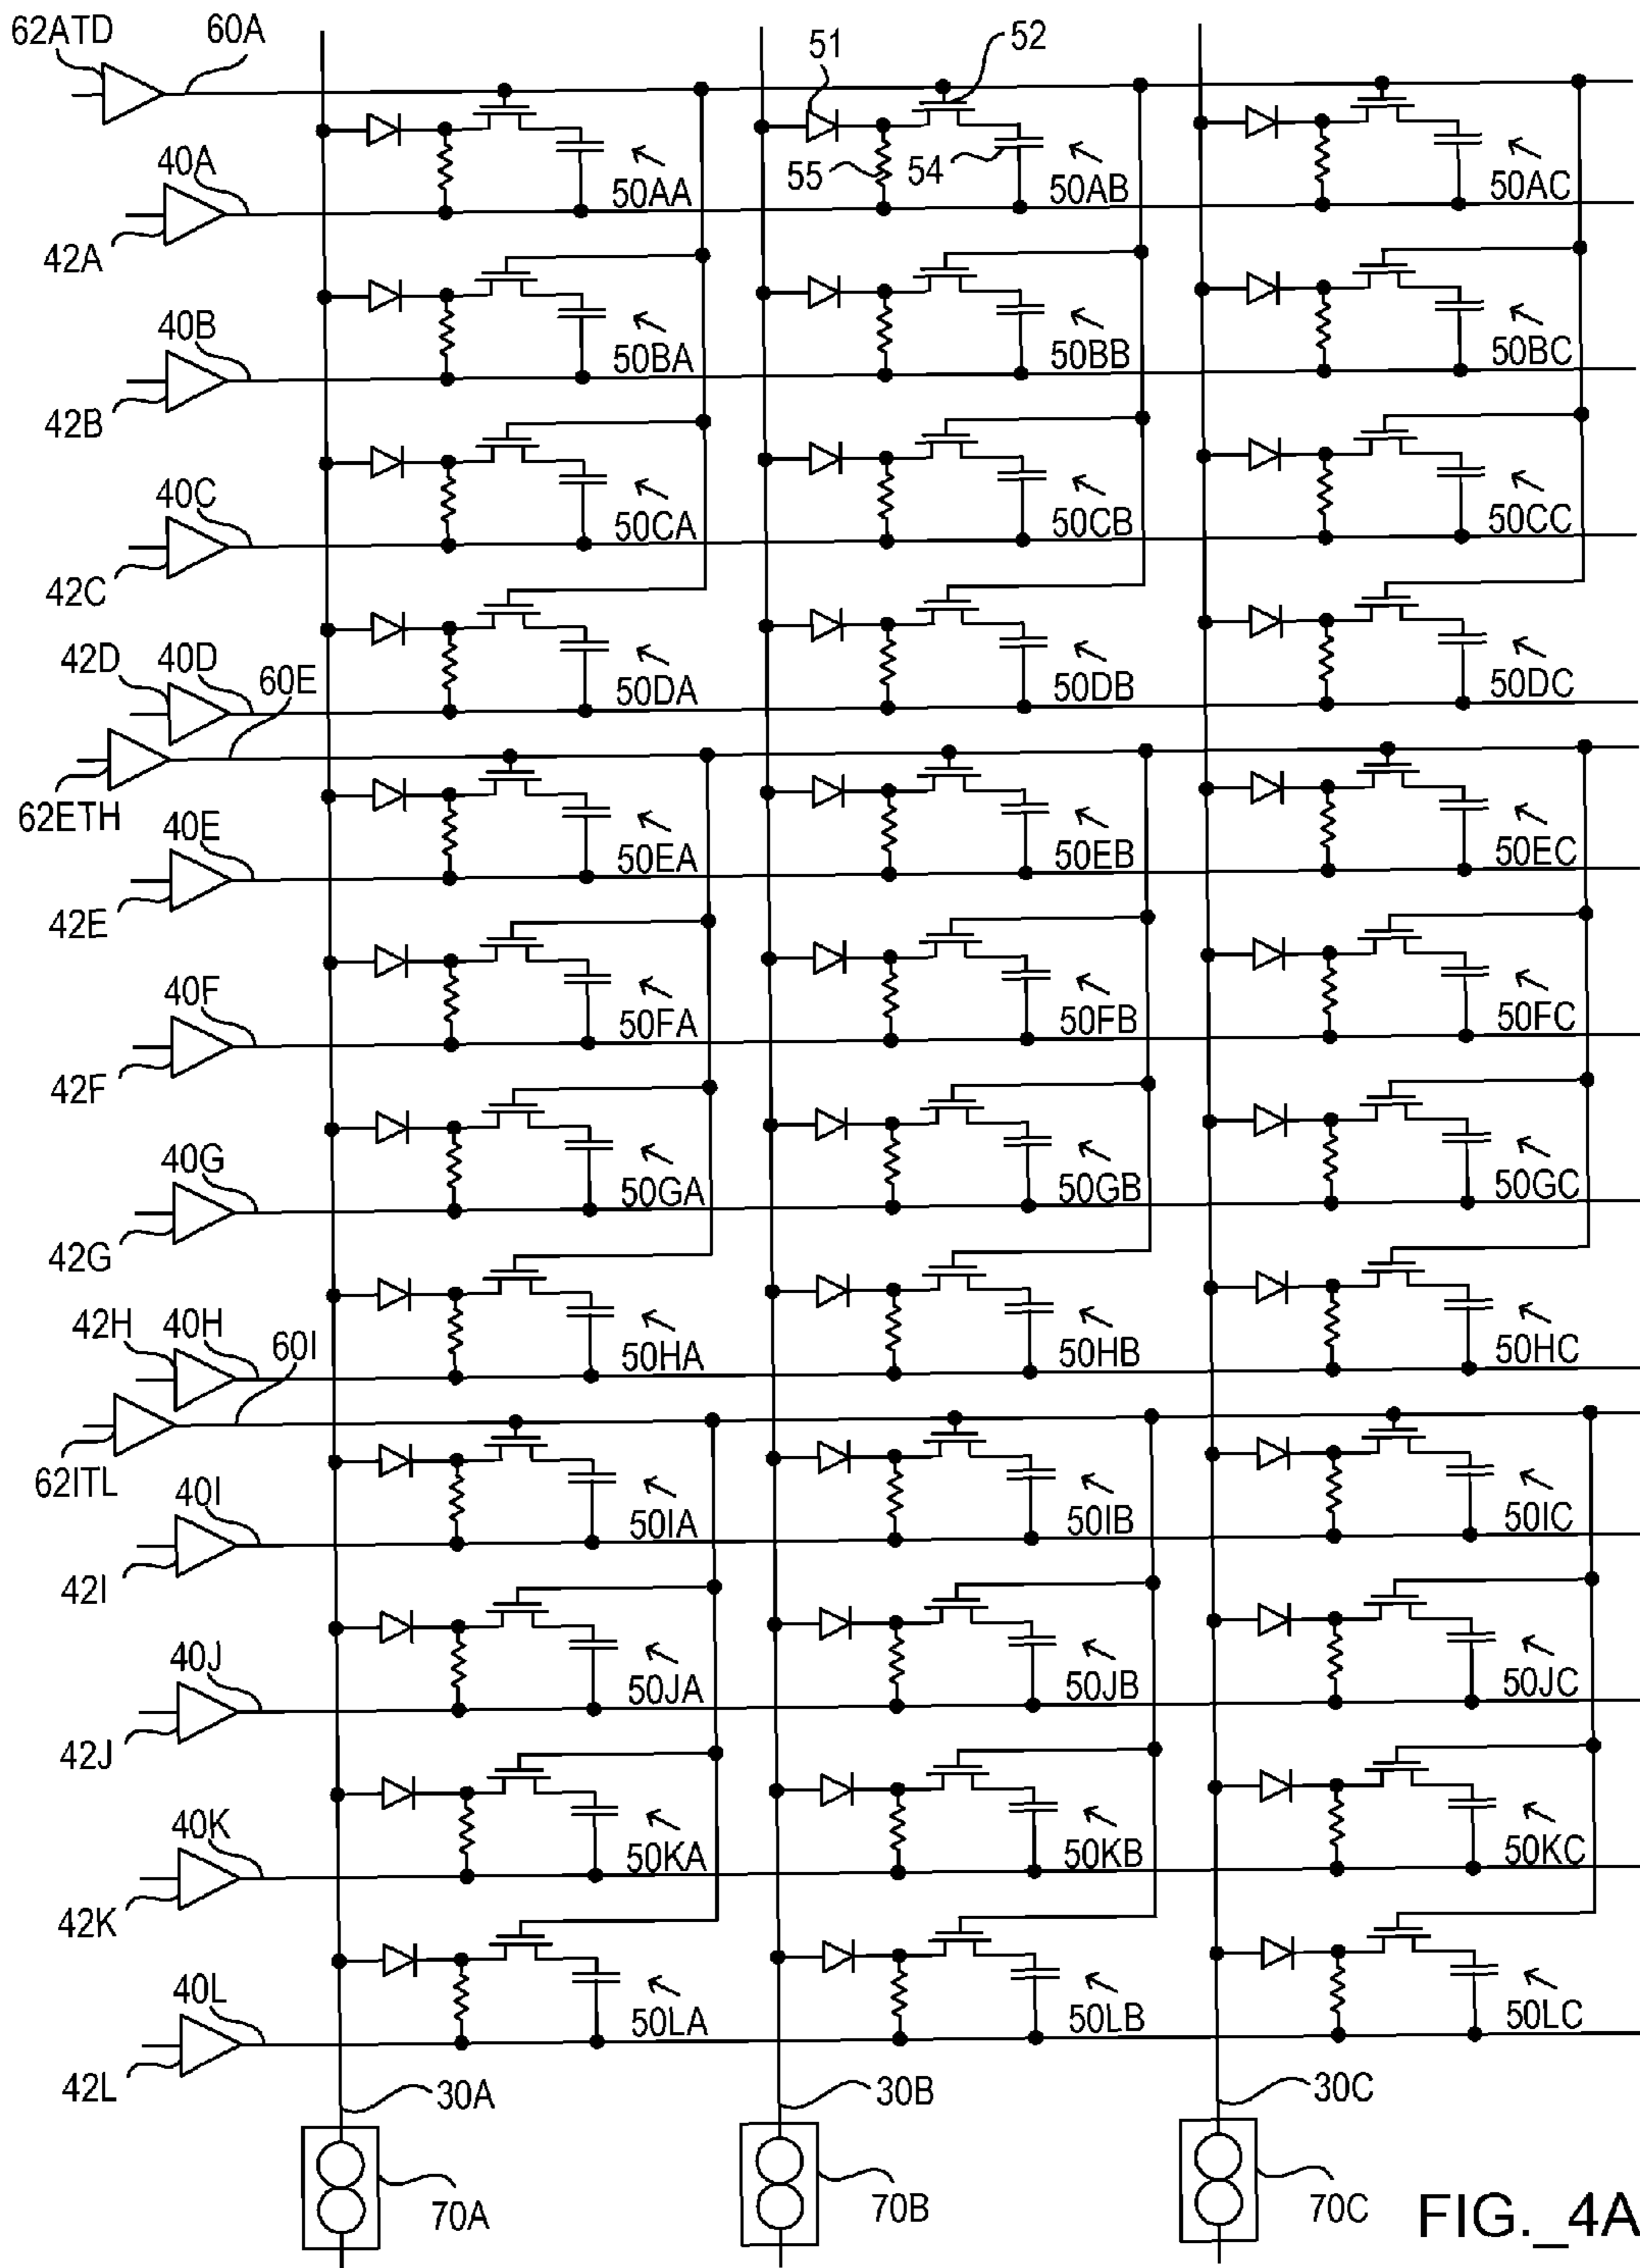 62ATD 60A 51 52
40A 55 54
42A 50AA 50AB 50AC
40B 50BA 50BB 50BC
42B
40C 50CA 50CB 50CC
42C
42D 40D 60E 50DA 50DB 50DC
62ETH 40E 50EA 50EB 50EC
42E
40F 50FA 50FB 50FC
42F
40G 50GA 50GB 50GC
42G
42H 40H 60I 50HA 50HB 50HC
62ITL 40I 50IA 50IB 50IC
42I
40J 50JA 50JB 50JC
42J
40K 50KA 50KB 50KC
42K
40L 50LA 50LB 50LC
42L 30A 30B 30C
70A 70B 70C
FIG._4A